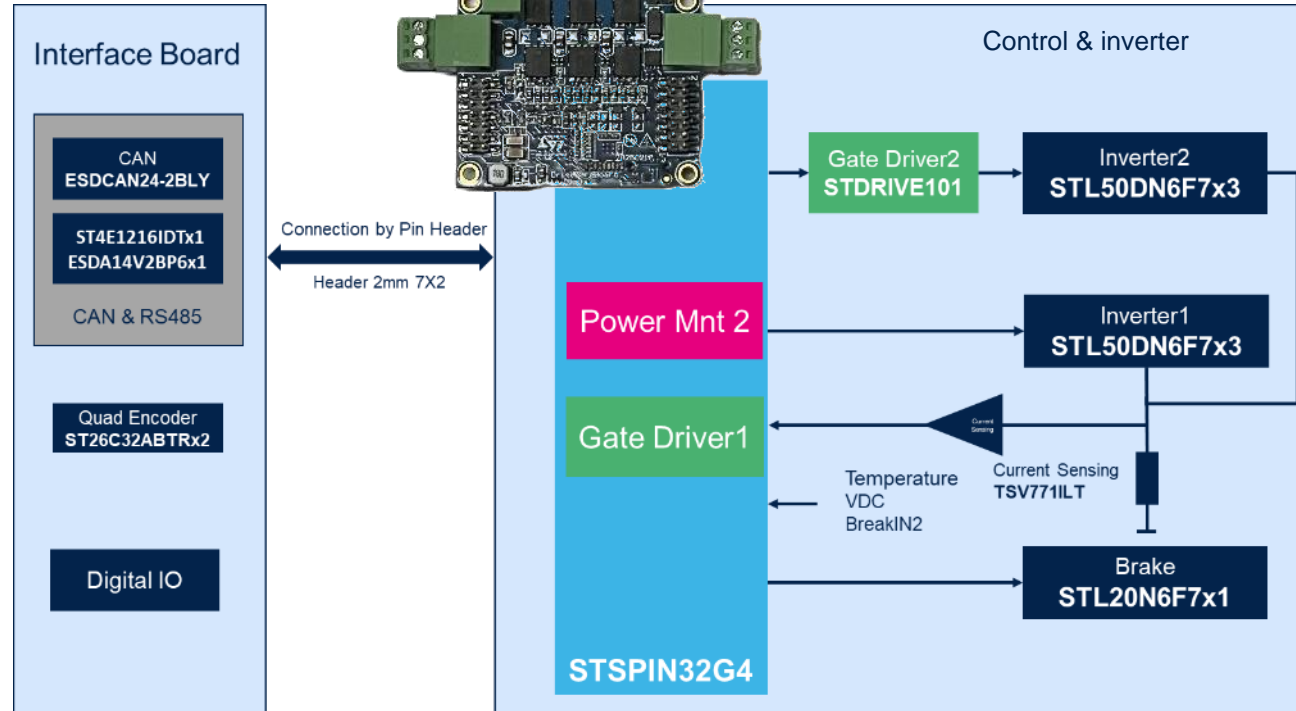 Interface Board
CAN
ESDCAN24-2BLY
ST4E1216IDTx1
ESDA14V2BP6x1
CAN & RS485
Quad Encoder
ST26C32ABTRx2
Digital IO
Connection by Pin Header
Header 2mm 7X2
Control & inverter
Gate Driver2
STDRIVE101
Inverter2
STL50DN6F7x3
Power Mnt 2
Inverter1
STL50DN6F7x3
Gate Driver1
Current
Sensing
Current Sensing
TSV771ILT
Temperature
VDC
BreakIN2
Brake
STL20N6F7x1
STSPIN32G4